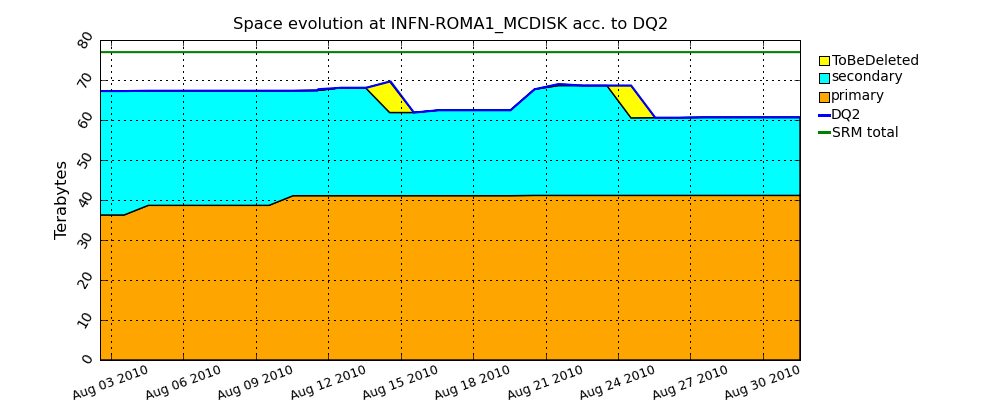 Space evolution at INFN-ROMA1_MCDISK acc. to DQ2
80
70
60
50
40
30
20
10
0
Terabytes
Aug 03 2010
Aug 06 2010
Aug 09 2010
Aug 12 2010
Aug 15 2010
Aug 18 2010
Aug 21 2010
Aug 24 2010
Aug 27 2010
Aug 30 2010
ToBeDeleted
secondary
primary
DQ2
SRM total